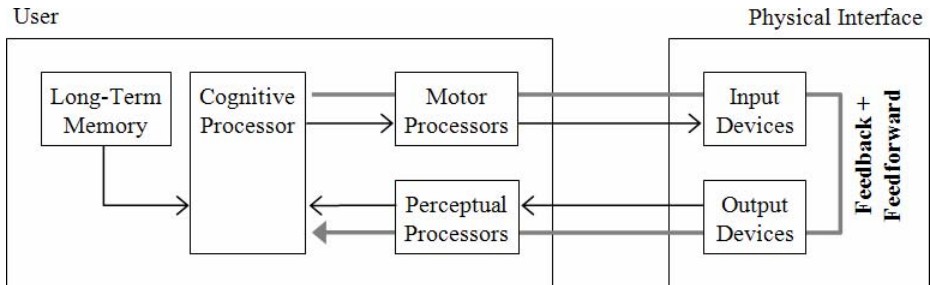 User
Physical Interface
Long-Term
Memory
Cognitive
Processor
Motor
Processors
Input
Devices
Perceptual
Processors
Output
Devices
Feedback +
Feedforward